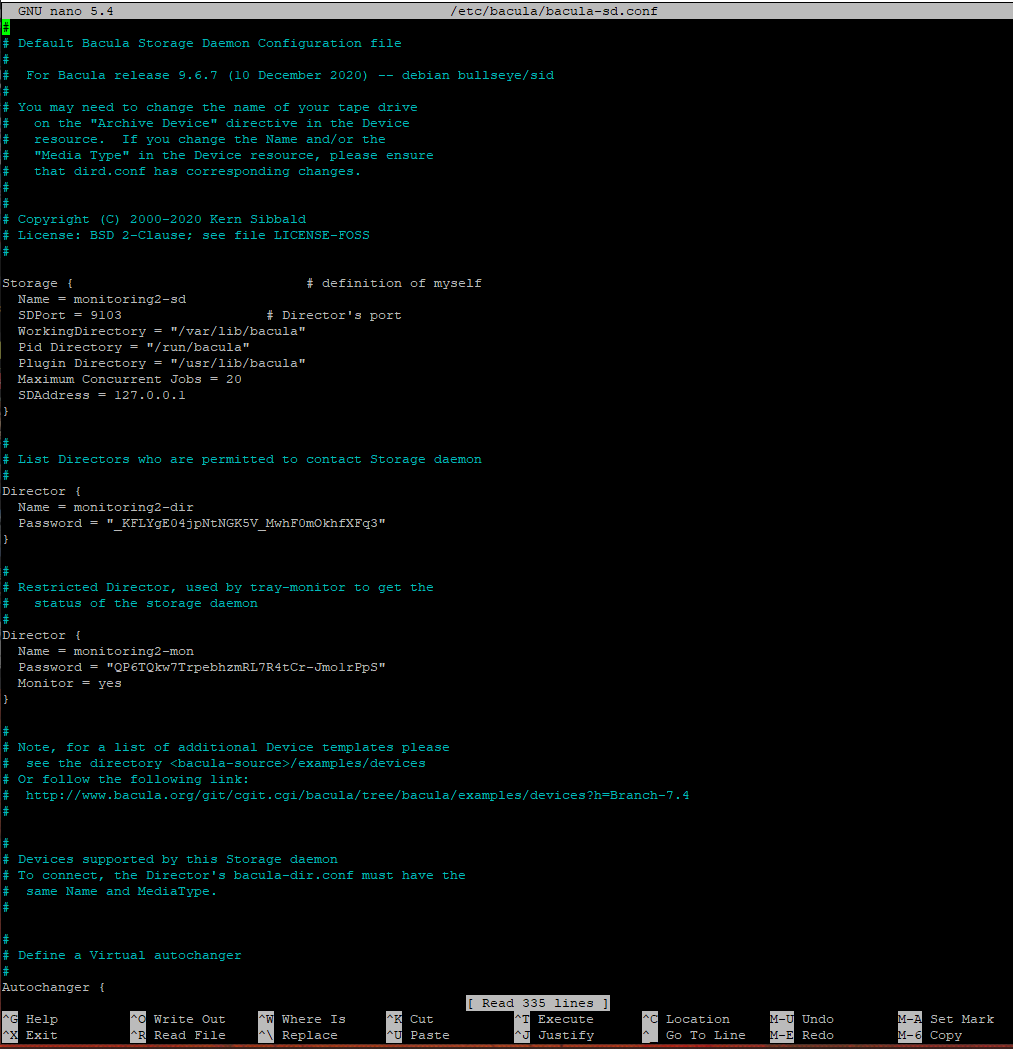 GNU nano 5.4 /etc/bacula/bacula-sd.conf
#
# Default Bacula Storage Daemon Configuration file
#
#  For Bacula release 9.6.7 (10 December 2020) -- debian bullseye/sid
#
# You may need to change the name of your tape drive
#   on the "Archive Device" directive in the Device
#   resource.  If you change the Name and/or the
#   "Media Type" in the Device resource, please ensure
#   that dird.conf has corresponding changes.
#
#
# Copyright (C) 2000-2020 Kern Sibbald
# License: BSD 2-Clause; see file LICENSE-FOSS
#
Storage {                             # definition of myself
  Name = monitoring2-sd
  SDPort = 9103                  # Director's port
  WorkingDirectory = "/var/lib/bacula"
  Pid Directory = "/run/bacula"
  Plugin Directory = "/usr/lib/bacula"
  Maximum Concurrent Jobs = 20
  SDAddress = 127.0.0.1
}
#
# List Directors who are permitted to contact Storage daemon
#
Director {
  Name = monitoring2-dir
  Password = "_KFLYgE04jpNtNGK5V_MwhF0mOkhfXFq3"
}
#
# Restricted Director, used by tray-monitor to get the
#   status of the storage daemon
#
Director {
  Name = monitoring2-mon
  Password = "QP6TQkw7TrpebhzmRL7R4tCr-JmolrPpS"
  Monitor = yes
}
#
# Note, for a list of additional Device templates please
#  see the directory <bacula-source>/examples/devices
# Or follow the following link:
#  http://www.bacula.org/git/cgit.cgi/bacula/tree/bacula/examples/devices?h=Branch-7.4
#
#
# Devices supported by this Storage daemon
# To connect, the Director's bacula-dir.conf must have the
#  same Name and MediaType.
#
#
# Define a Virtual autochanger
#
Autochanger {
[ Read 335 lines ]
^G Help ^O Write Out ^W Where Is ^K Cut ^T Execute ^C Location M-U Undo M-A Set Mark
^X Exit ^R Read File ^\ Replace ^U Paste ^J Justify ^_ Go To Line M-E Redo M-6 Copy